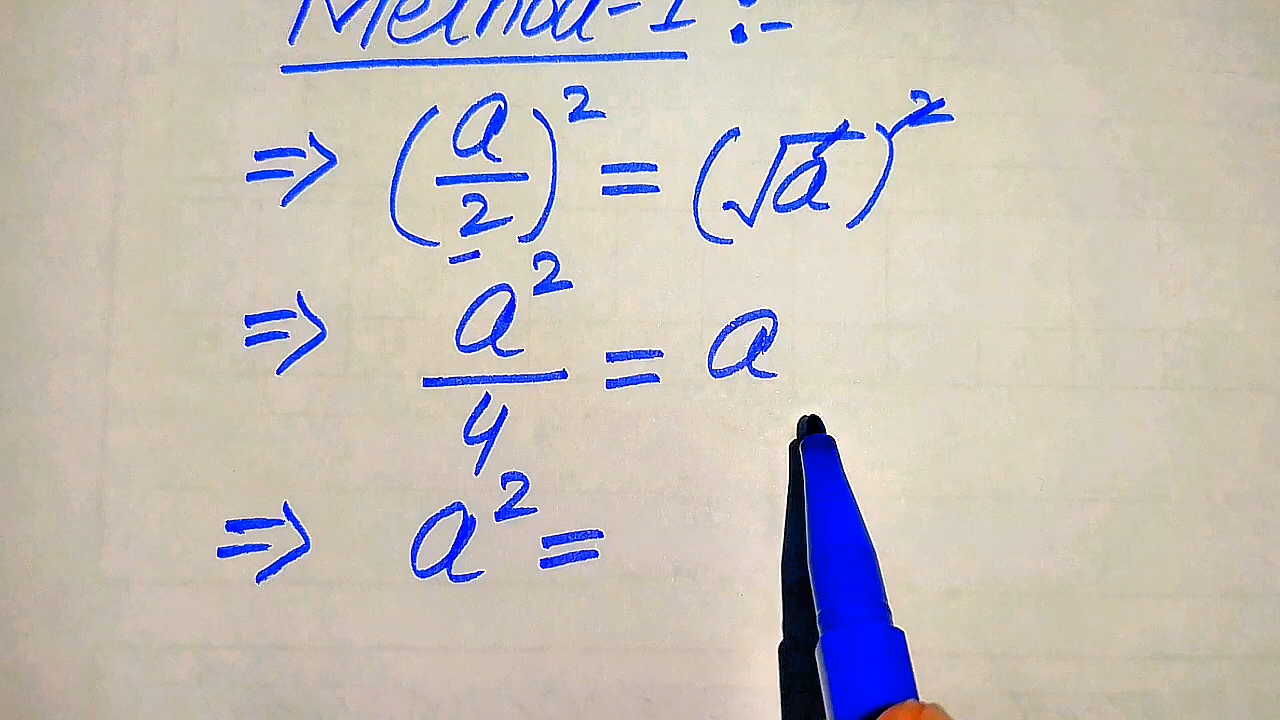 Method-1 :-
=> (a/2)² = (√a)²
=> a²/4 = a
=> a² =